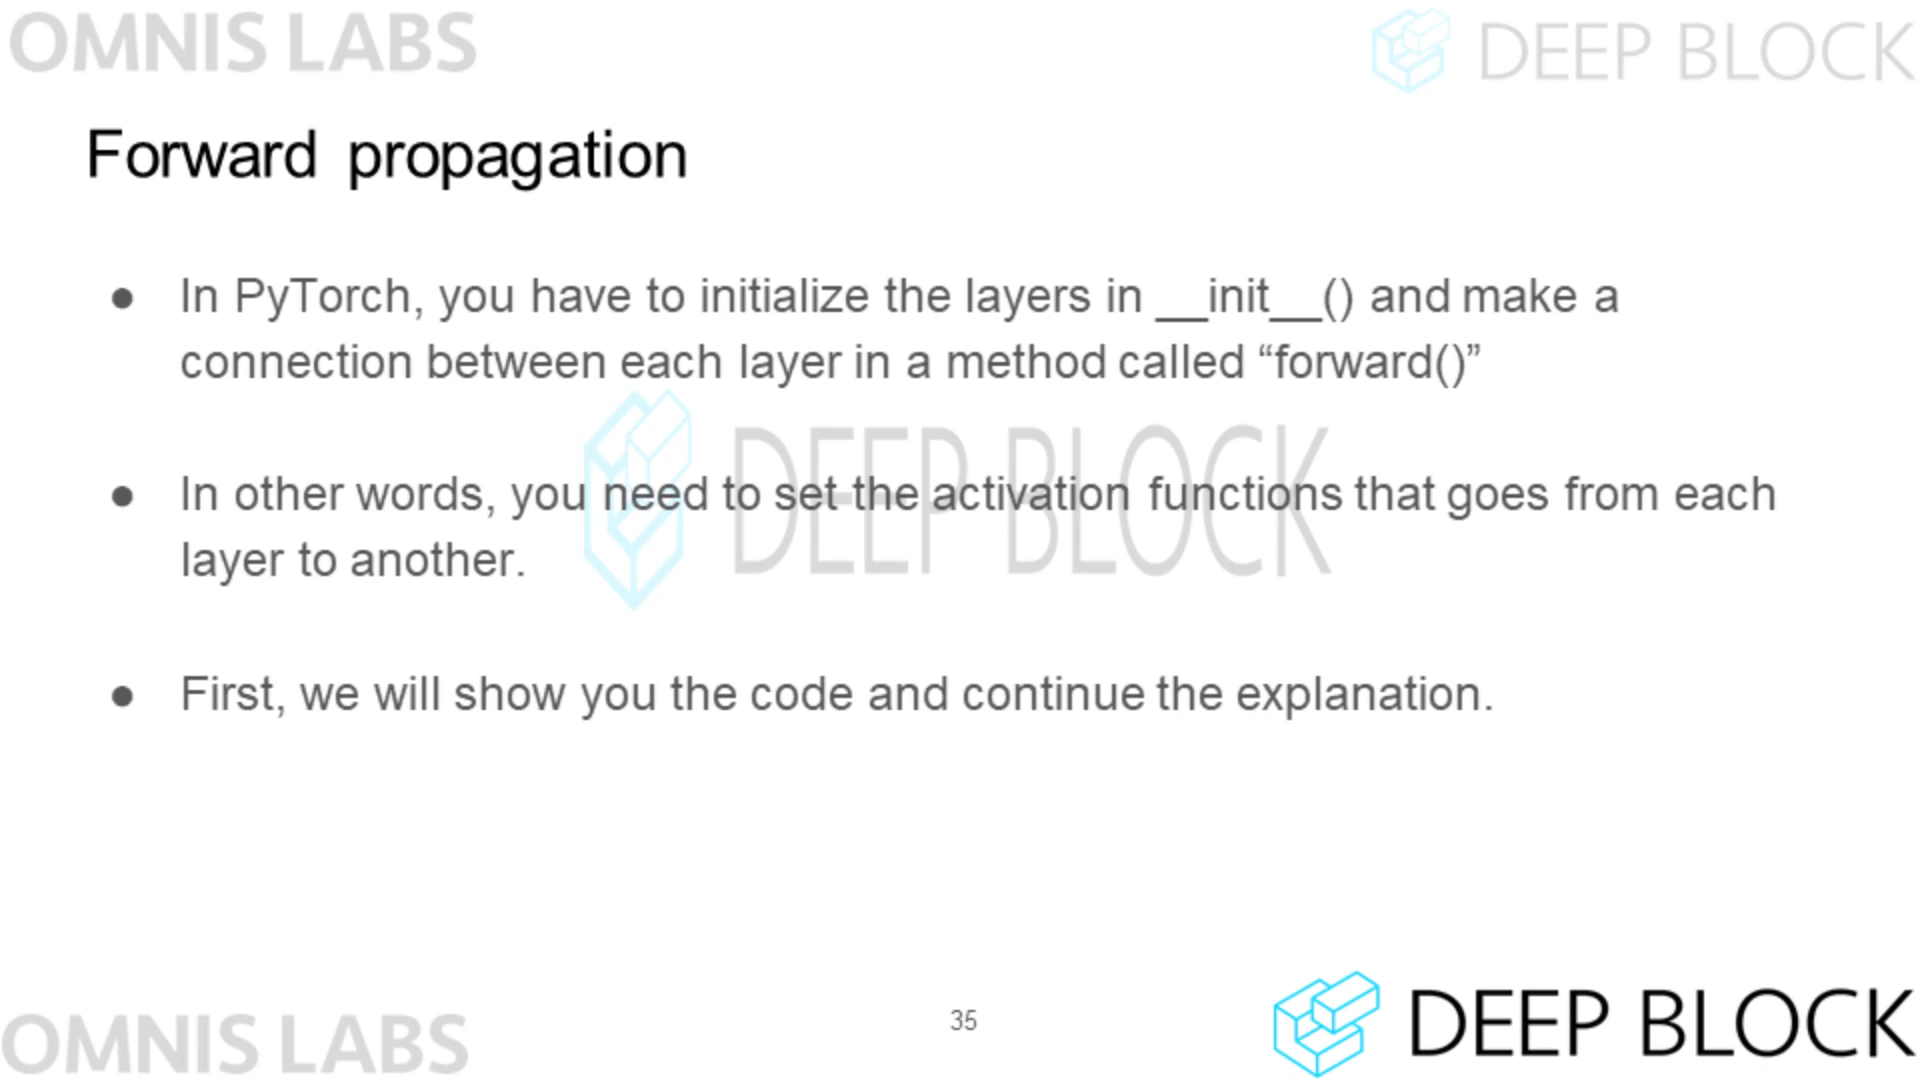 OMNIS LABS
DEEP BLOCK
Forward propagation
● In PyTorch, you have to initialize the layers in __init__() and make a
connection between each layer in a method called “forward()”
DEEP BLOCK
● In other words, you need to set the activation functions that goes from each
layer to another.
● First, we will show you the code and continue the explanation.
OMNIS LABS
35
DEEP BLOCK